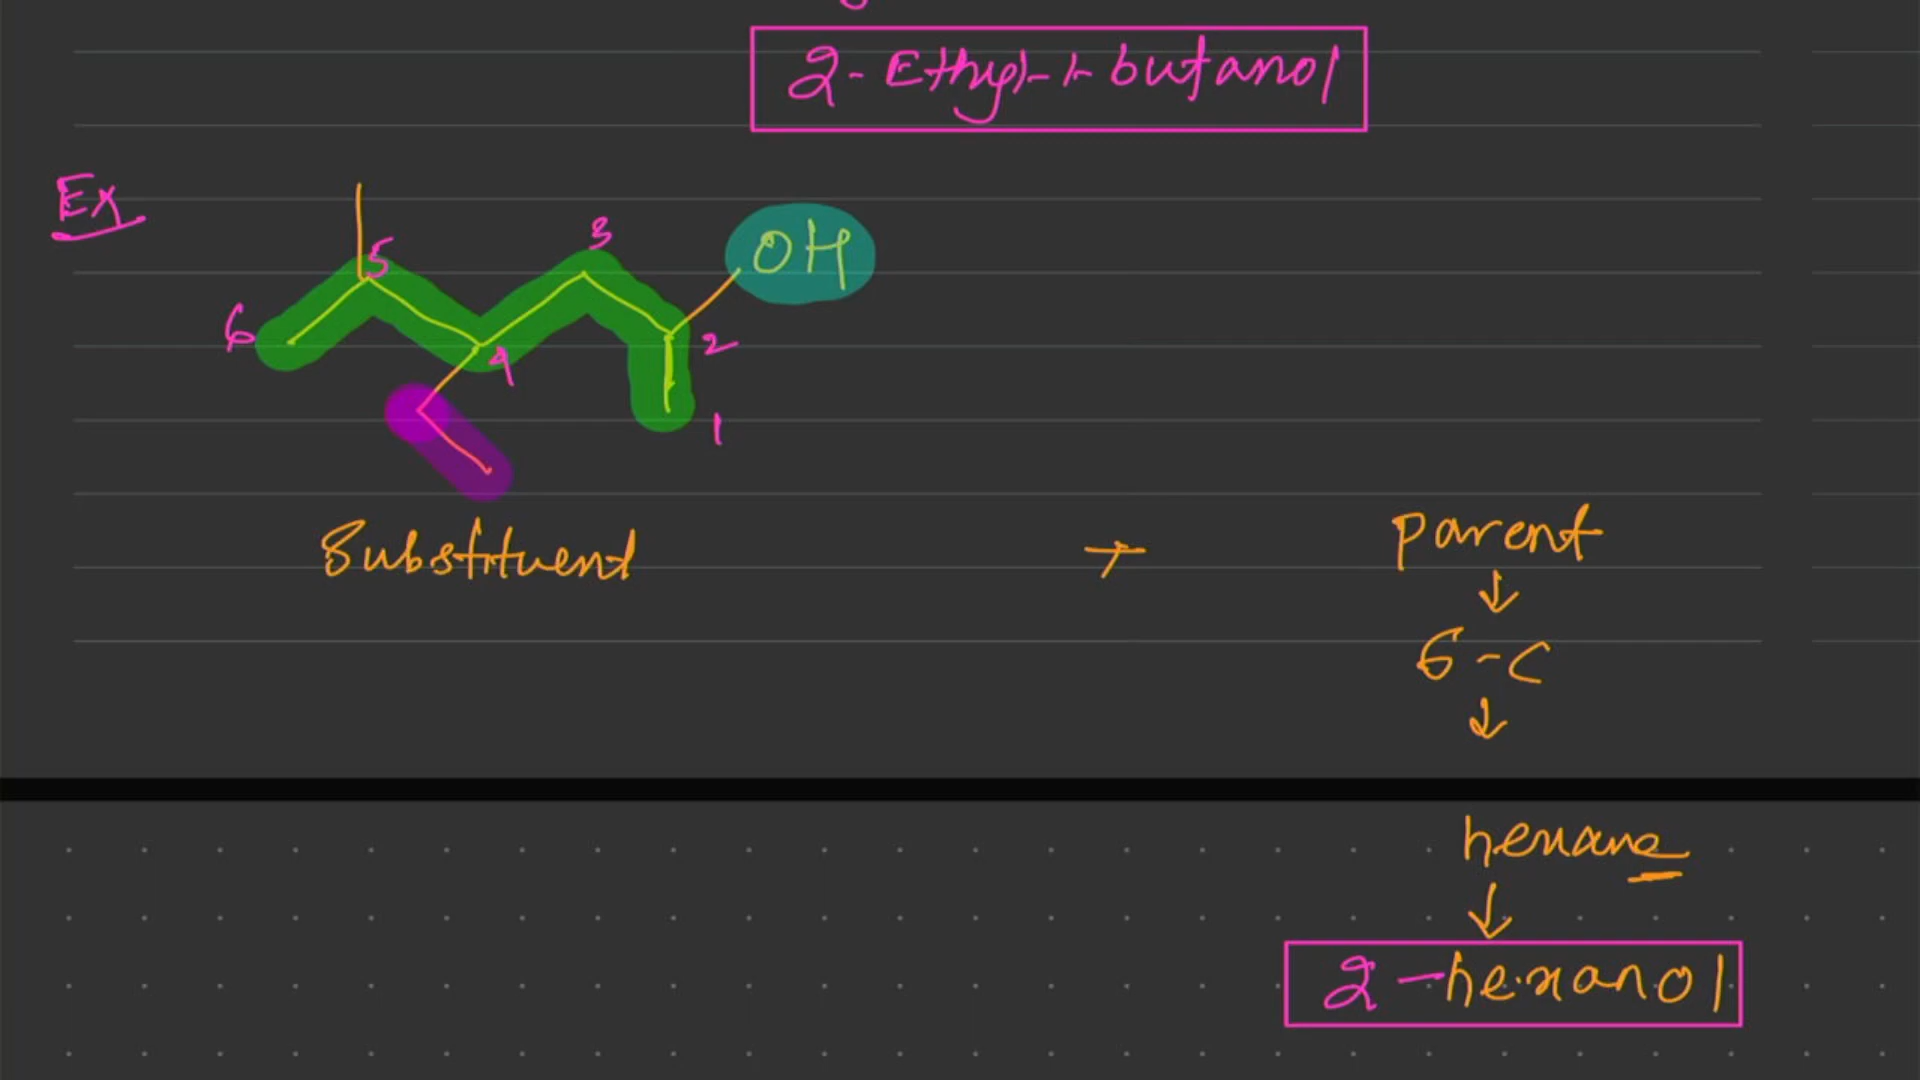 2-Ethyl-1-butanol
Ex
5
3
OH
6
4
2
1
Substituent + parent
6-C
hexane
2-hexanol